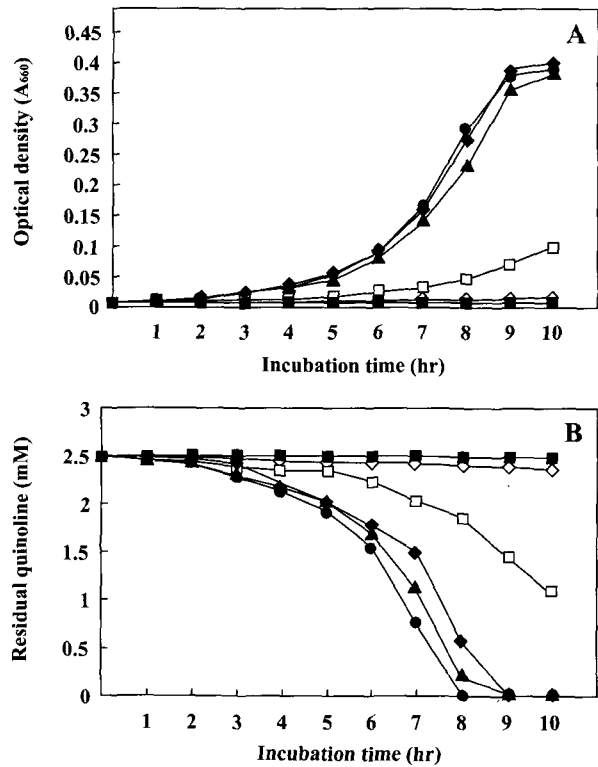 A
Optical density (A₆₆₀)
0.45
0.4
0.35
0.3
0.25
0.2
0.15
0.1
0.05
0
1 2 3 4 5 6 7 8 9 10
Incubation time (hr)
B
Residual quinoline (mM)
3
2.5
2
1.5
1
0.5
0
1 2 3 4 5 6 7 8 9 10
Incubation time (hr)